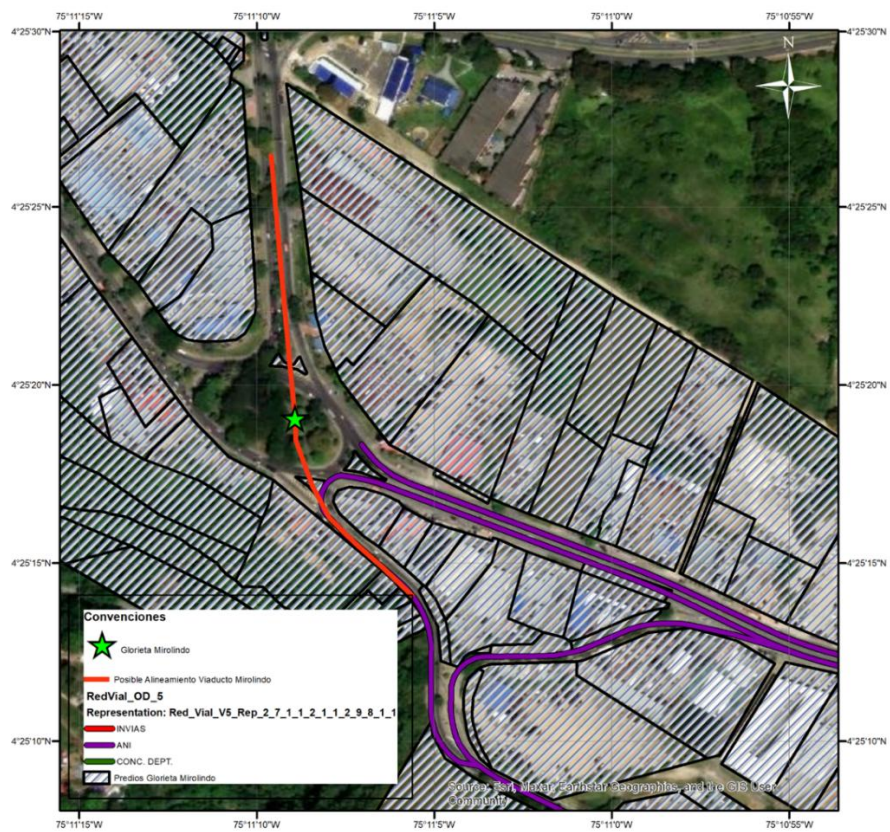 75°11'15"W 75°11'10"W 75°11'5"W 75°11'0"W 75°10'55"W
4°25'30"N 4°25'30"N
N
4°25'25"N 4°25'25"N
4°25'20"N 4°25'20"N
4°25'15"N 4°25'15"N
Convenciones
Glorieta Mirolindo
Posible Alineamiento Viaducto Mirolindo
RedVial_OD_5
Representation: Red_Vial_V5_Rep_2_7_1_1_2_1_1_2_9_8_1_1
INVIAS
ANI
CONC. DEPT.
Predios Glorieta Mirolindo
4°25'10"N 4°25'10"N
Source: Esri, Maxar, Earthstar Geographics, and the GIS User
Community
75°11'15"W 75°11'10"W 75°11'5"W 75°11'0"W 75°10'55"W